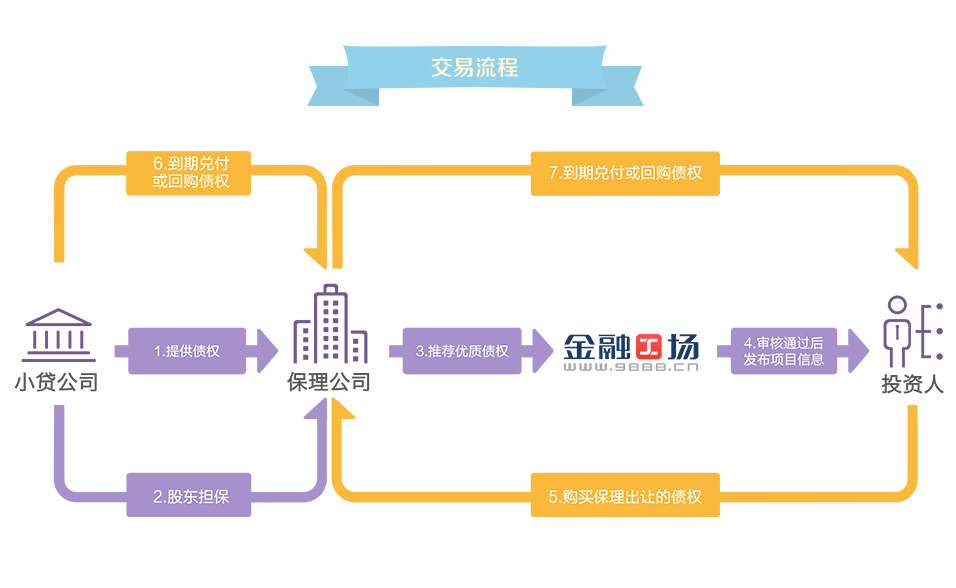 交易流程
6.到期兑付
或回购债权
7.到期兑付或回购债权
1.提供债权
3.推荐优质债权
金融工场
www.9888.cn
4.审核通过后
发布项目信息
小贷公司
保理公司
投资人
2.股东担保
5.购买保理出让的债权